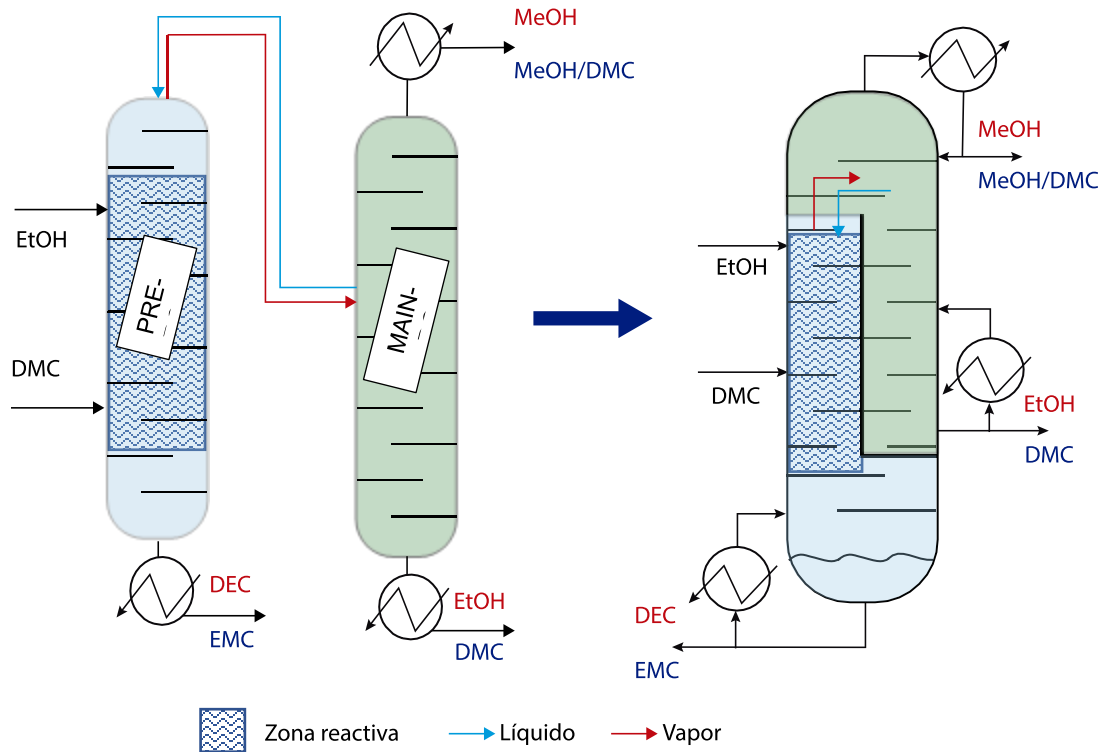 MeOH
MeOH/DMC
EtOH
DMC
PRE-
MAIN-
DEC
EMC
EtOH
DMC
MeOH
MeOH/DMC
EtOH
DMC
EtOH
DMC
DEC
EMC
Zona reactiva
Líquido
Vapor